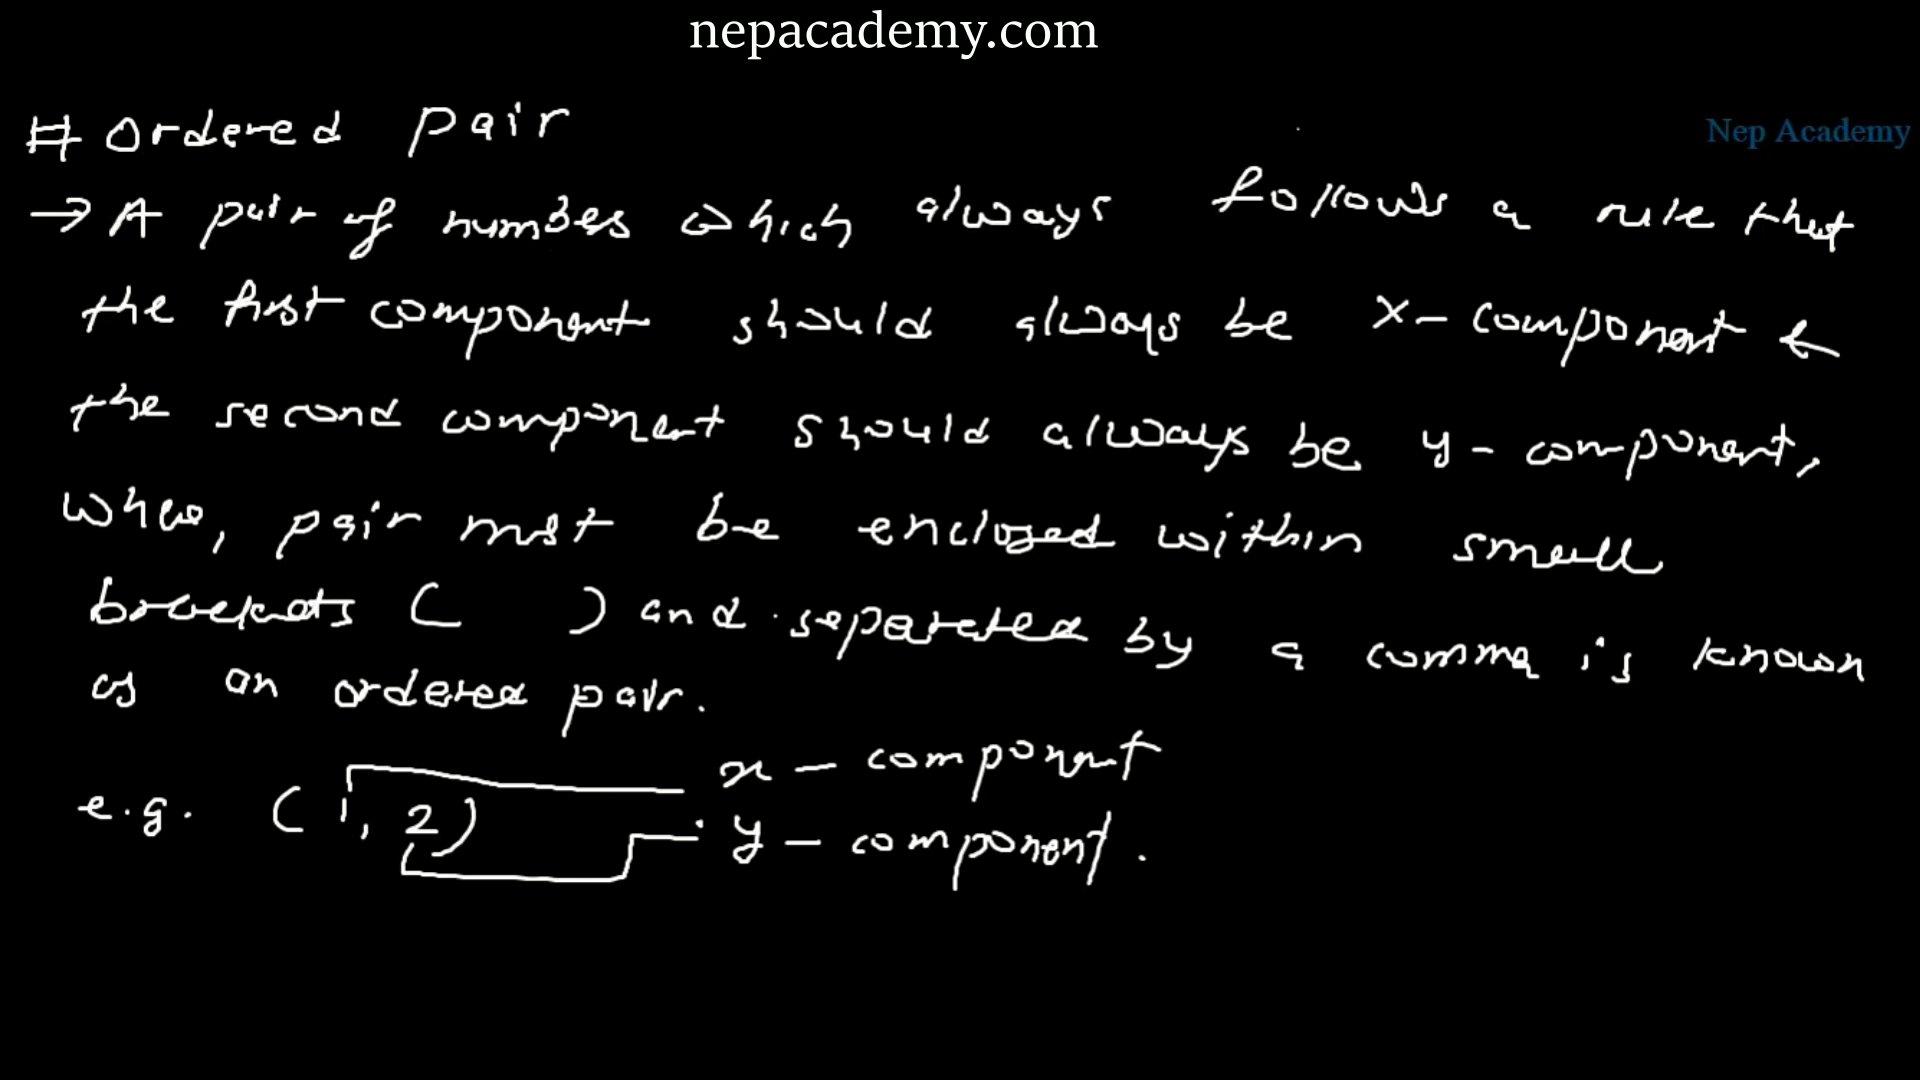 nepacademy.com
# Ordered pair
Nep Academy
→ A pair of numbers which always follows a rule that
the first component should always be x-component &
the second component should always be y-component,
where, pair must be enclosed within small
brackets ( ) and separated by a comma is known
as an ordered pair.
x - component
e.g. (1, 2)
y - component.